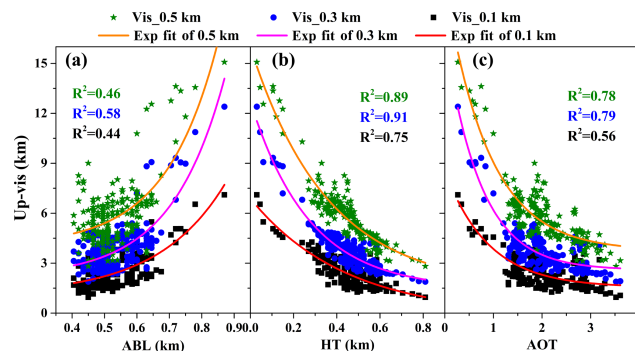 Vis_0.5 km Vis_0.3 km Vis_0.1 km
Exp fit of 0.5 km Exp fit of 0.3 km Exp fit of 0.1 km
(a) (b) (c)
R²=0.46 R²=0.89 R²=0.78
R²=0.58 R²=0.91 R²=0.79
R²=0.44 R²=0.75 R²=0.56
Up-vis (km)
15
12
9
6
3
0
0.4 0.5 0.6 0.7 0.8 0.9 0.0 0.2 0.4 0.6 0.8 0 1 2 3
ABL (km) HT (km) AOT